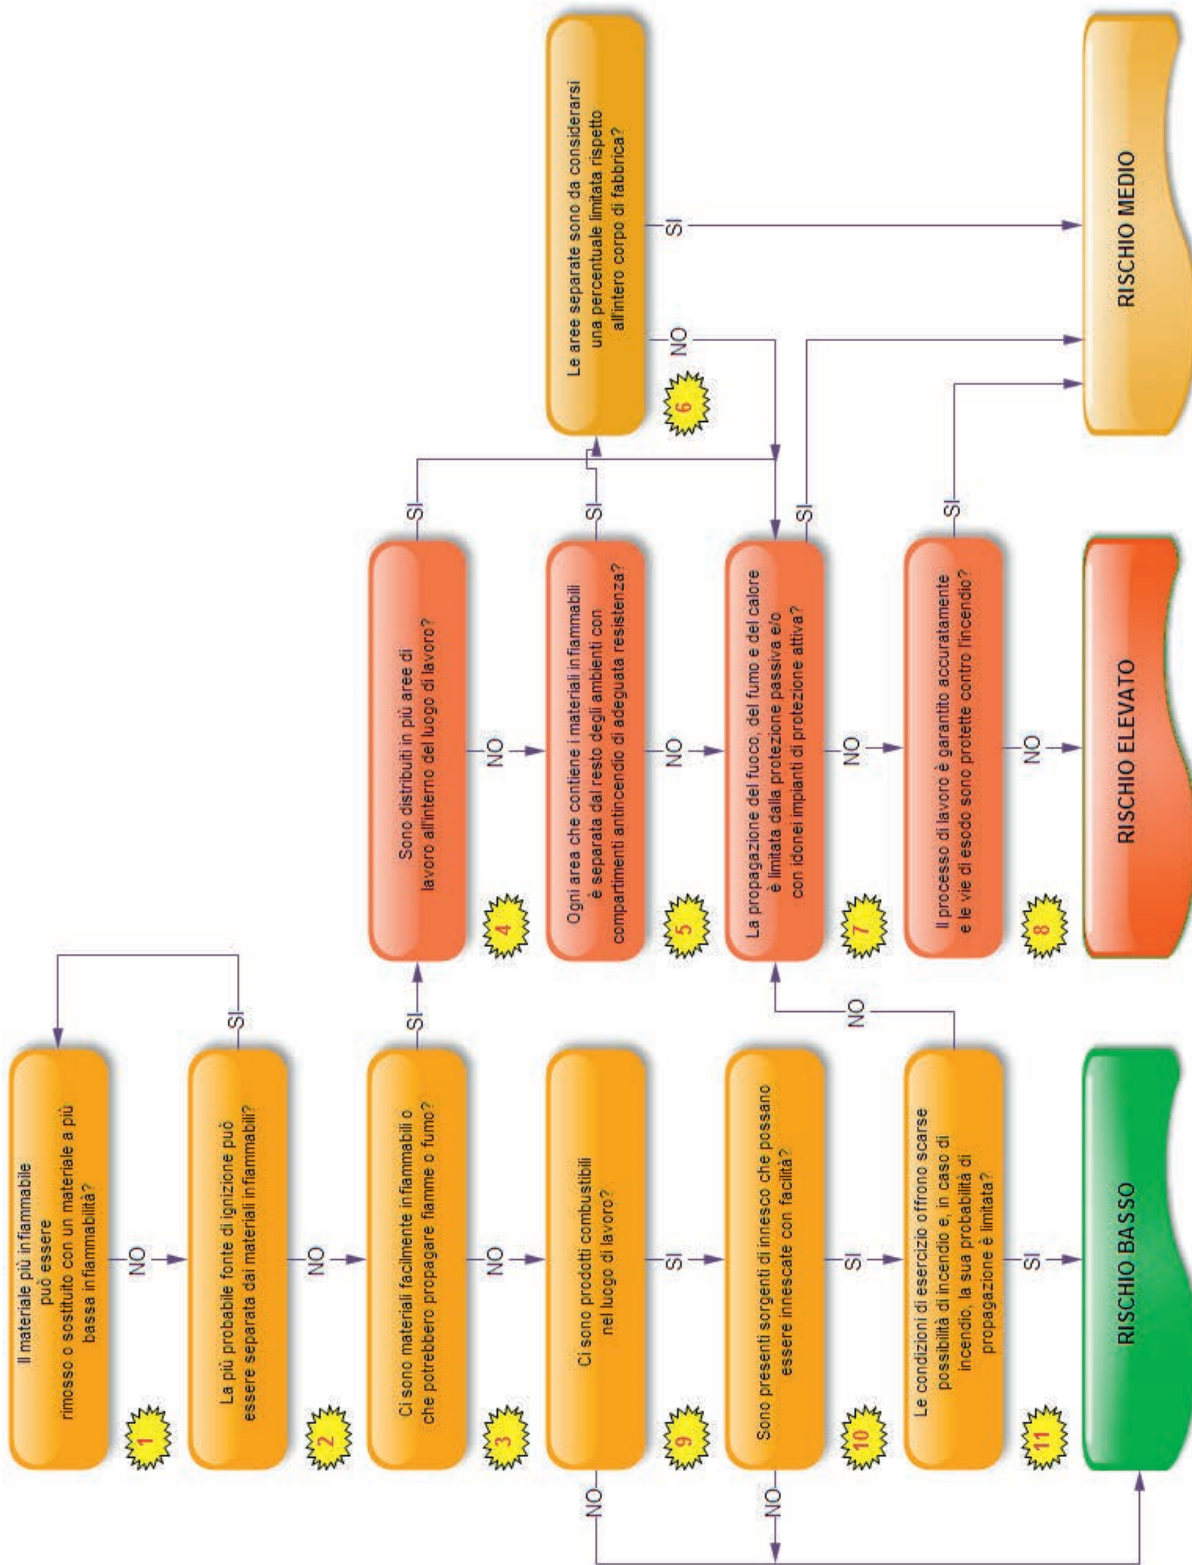 Il materiale più infiammabile
può essere
rimosso o sostituito con un materiale a più
bassa infiammabilità?
1
NO
La più probabile fonte di ignizione può
essere separata dai materiali infiammabili?
SI
2
NO
Ci sono materiali facilmente infiammabili o
che potrebbero propagare fiamme o fumo?
SI
3
NO
Sono distribuiti in più aree di
lavoro all'interno del luogo di lavoro?
SI
4
NO
Ci sono prodotti combustibili
nel luogo di lavoro?
NO
9
SI
Ogni area che contiene i materiali infiammabili
è separata dal resto degli ambienti con
compartimenti antincendio di adeguata resistenza?
SI
5
NO
Le aree separate sono da considerarsi
una percentuale limitata rispetto
all'intero corpo di fabbrica?
6
NO
SI
Sono presenti sorgenti di innesco che possano
essere innescate con facilità?
NO
10
SI
La propagazione del fuoco, del fumo e del calore
è limitata dalla protezione passiva e/o
con idonei impianti di protezione attiva?
SI
7
NO
Le condizioni di esercizio offrono scarse
possibilità di incendio e, in caso di
incendio, la sua probabilità di
propagazione è limitata?
NO
11
SI
Il processo di lavoro è garantito accuratamente
e le vie di esodo sono protette contro l'incendio?
SI
8
NO
RISCHIO BASSO
RISCHIO ELEVATO
RISCHIO MEDIO